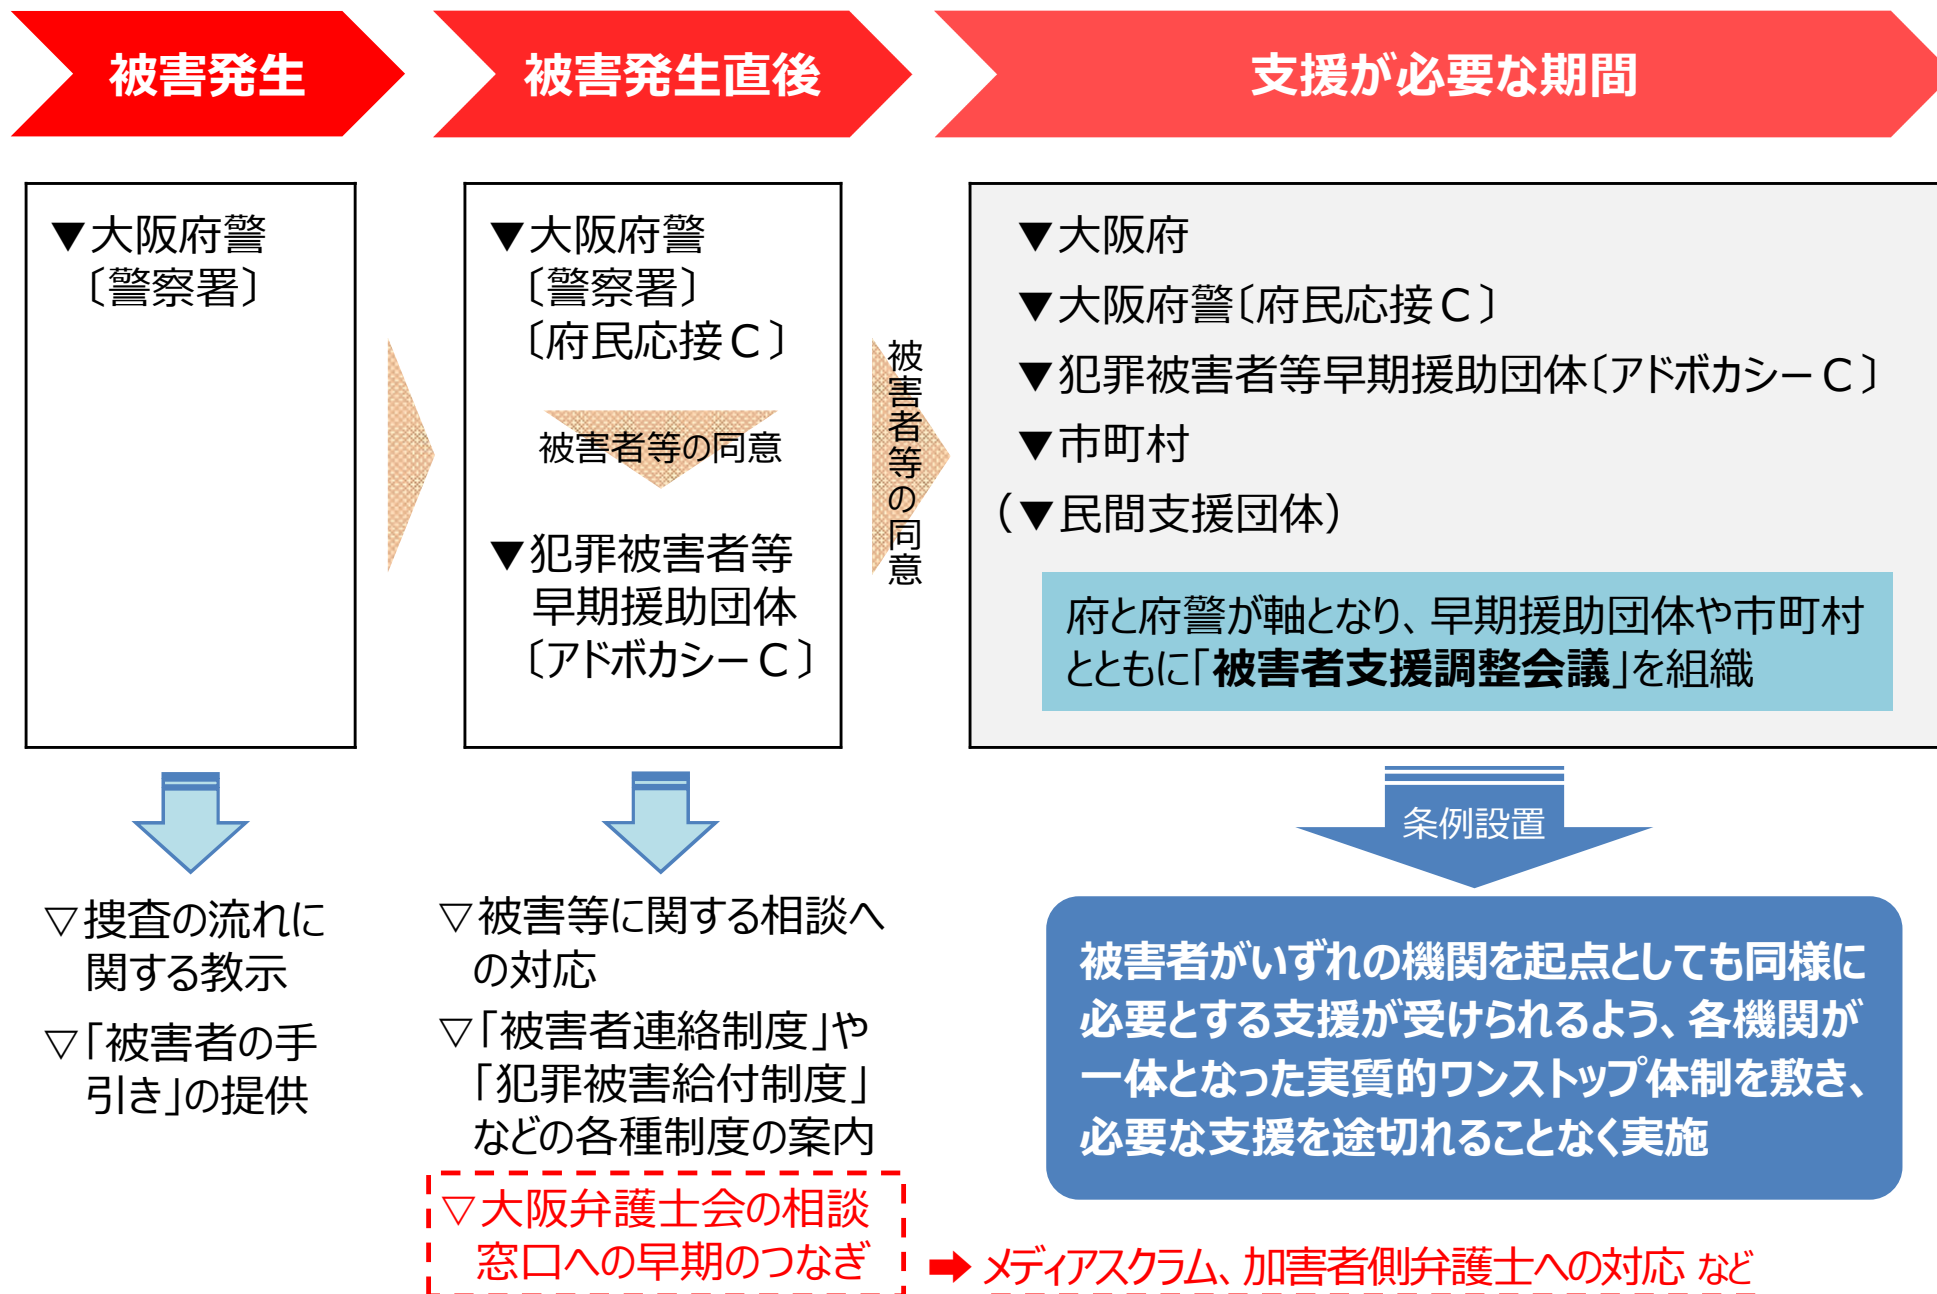 被害発生
被害発生直後
支援が必要な期間
▼大阪府警
〔警察署〕
▼大阪府警
〔警察署〕
〔府民応接C〕
被害者等の同意
▼犯罪被害者等
早期援助団体
〔アドボカシーC〕
被害者等の同意
▼大阪府
▼大阪府警〔府民応接C〕
▼犯罪被害者等早期援助団体〔アドボカシーC〕
▼市町村
(▼民間支援団体)
府と府警が軸となり、早期援助団体や市町村
とともに「被害者支援調整会議」を組織
▽捜査の流れに
関する教示
▽「被害者の手
引き」の提供
▽被害等に関する相談へ
の対応
▽「被害者連絡制度」や
「犯罪被害給付制度」
などの各種制度の案内
▽大阪弁護士会の相談
窓口への早期のつなぎ
条例設置
被害者がいずれの機関を起点としても同様に
必要とする支援が受けられるよう、各機関が
一体となった実質的ワンストップ体制を敷き、
必要な支援を途切れることなく実施
➡メディアスクラム、加害者側弁護士への対応 など